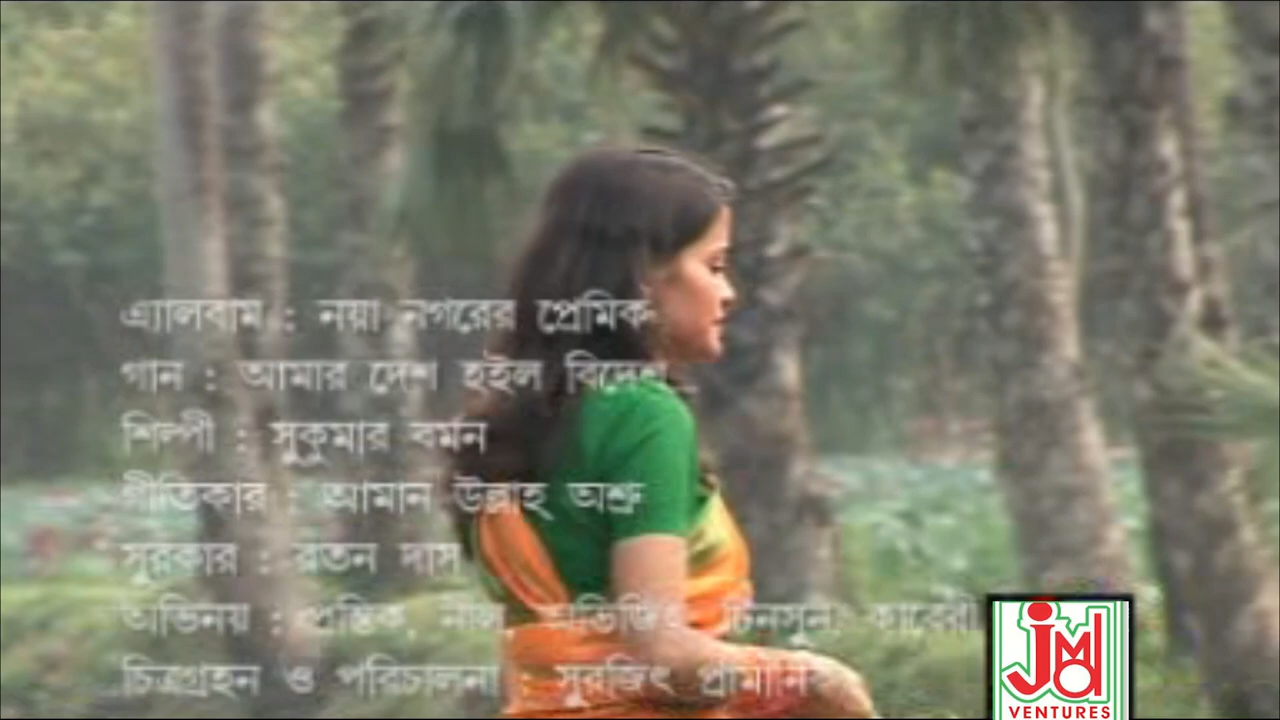 এ্যালবাম : নয়া নগরের প্রেমিক
গান : আমার দেশ হইল বিদেশ..
শিল্পী : সুকুমার বর্মন
গীতিকার : আমান উল্লাহ অশ্রু
সুরকার : রতন দাস
অভিনয় :
চিত্রগ্রহন ও পরিচালনা : সুরজিৎ প্রামানিক
jmd
VENTURES